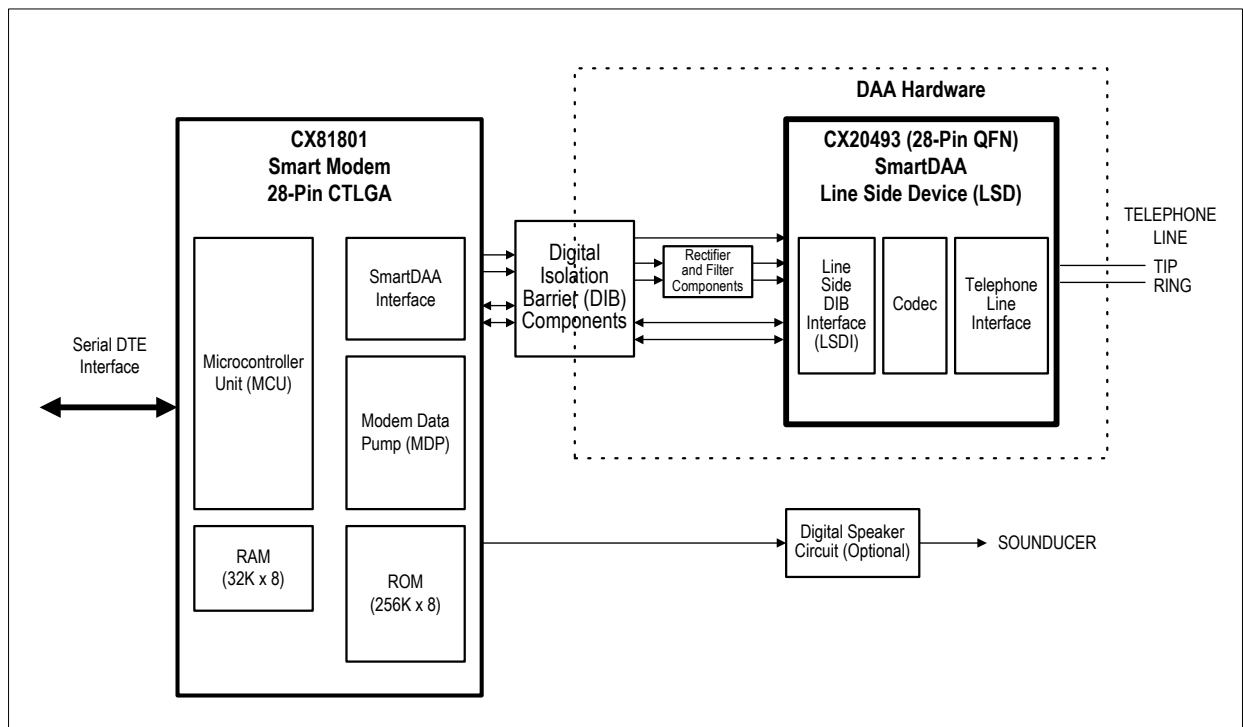 DAA Hardware
CX81801
Smart Modem
28-Pin CTLGA
CX20493 (28-Pin QFN)
SmartDAA
Line Side Device (LSD)
Serial DTE
Interface
Microcontroller
Unit (MCU)
RAM
(32K x 8)
SmartDAA
Interface
Modem Data
Pump (MDP)
ROM
(256K x 8)
Digital
Isolation
Barrier (DIB)
Components
Rectifier
and Filter
Components
Line
Side
DIB
Interface
(LSDI)
Codec
Telephone
Line
Interface
TELEPHONE
LINE
TIP
RING
Digital Speaker
Circuit (Optional)
SOUNDUCER